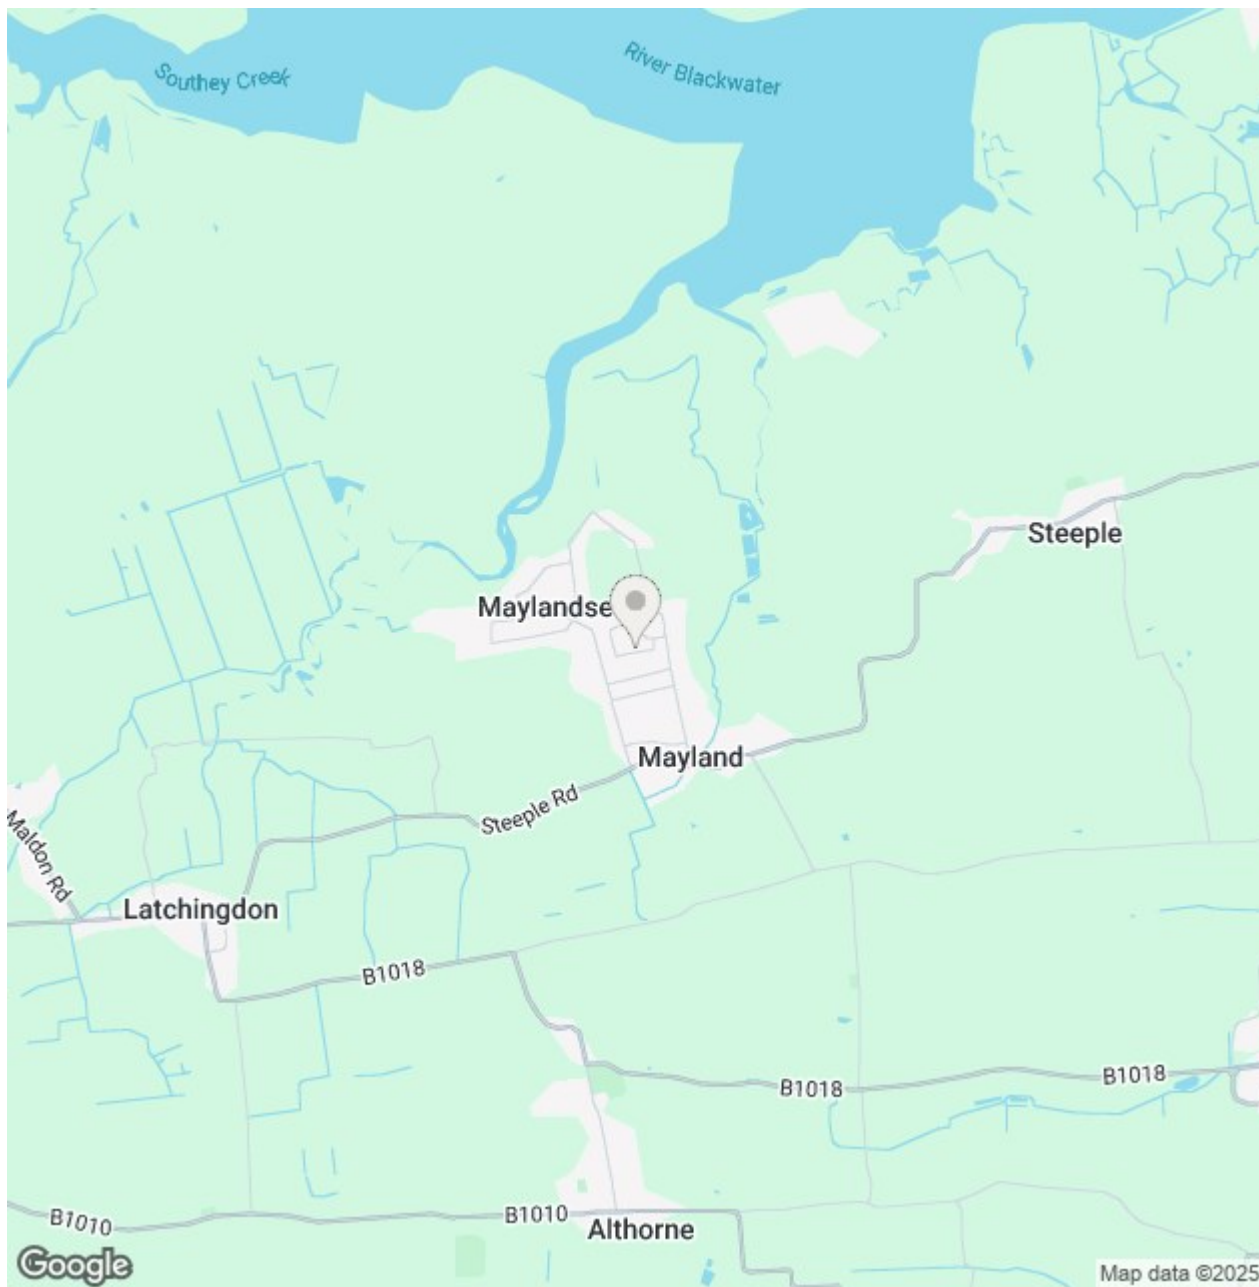 Southey Creek
River Blackwater
Steeple
Maylandse
Mayland
Steeple Rd
Maldon Rd
Latchingdon
B1018
B1018
B1018
B1010
B1010
Althorne
Google
Map data ©2025